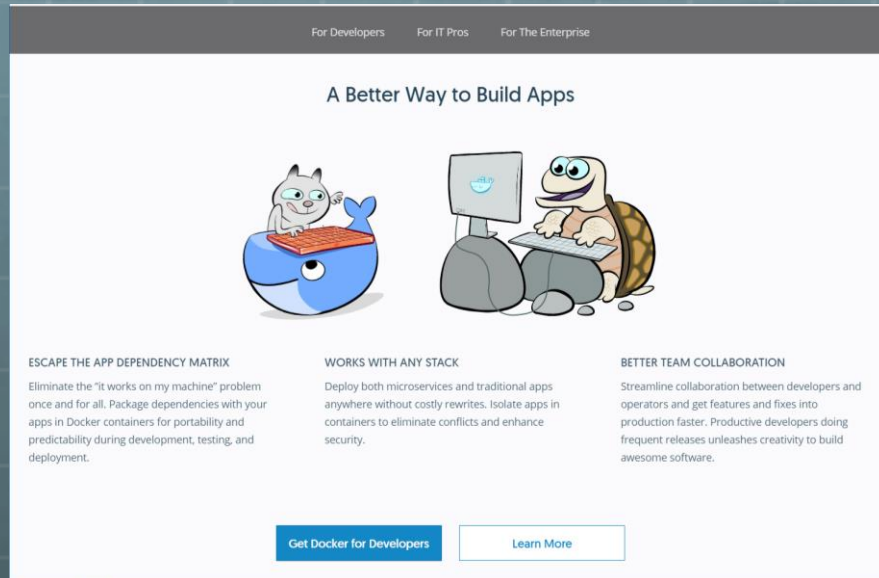 For Developers For IT Pros For The Enterprise
A Better Way to Build Apps
ESCAPE THE APP DEPENDENCY MATRIX
Eliminate the "it works on my machine" problem
once and for all. Package dependencies with your
apps in Docker containers for portability and
predictability during development, testing, and
deployment.
WORKS WITH ANY STACK
Deploy both microservices and traditional apps
anywhere without costly rewrites. Isolate apps in
containers to eliminate conflicts and enhance
security.
BETTER TEAM COLLABORATION
Streamline collaboration between developers and
operators and get features and fixes into
production faster. Productive developers doing
frequent releases unleashes creativity to build
awesome software.
Get Docker for Developers Learn More